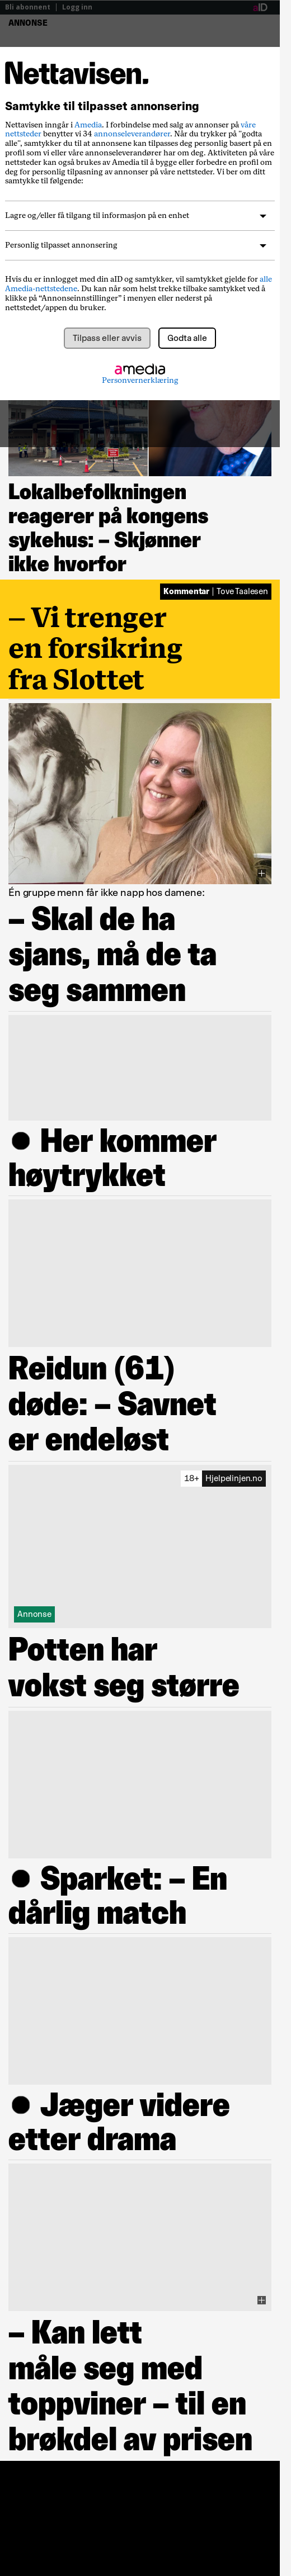 Bli abonnent | Logg inn
aID
ANNONSE
Nettavisen.
Samtykke til tilpasset annonsering
Nettavisen inngår i Amedia. I forbindelse med salg av annonser på våre
nettsteder benytter vi 34 annonseleverandører. Når du trykker på "godta
alle", samtykker du til at annonsene kan tilpasses deg personlig basert på en
profil som vi eller våre annonseleverandører har om deg. Aktiviteten på våre
nettsteder kan også brukes av Amedia til å bygge eller forbedre en profil om
deg for personlig tilpasning av annonser på våre nettsteder. Vi ber om ditt
samtykke til følgende:
Lagre og/eller få tilgang til informasjon på en enhet
Personlig tilpasset annonsering
Hvis du er innlogget med din aID og samtykker, vil samtykket gjelde for alle
Amedia-nettstedene. Du kan når som helst trekke tilbake samtykket ved å
klikke på “Annonseinnstillinger” i menyen eller nederst på
nettstedet/appen du bruker.
Tilpass eller avvis
Godta alle
amedia
Personvernerklæring
Lokalbefolkningen
reagerer på kongens
sykehus: – Skjønner
ikke hvorfor
Kommentar | Tove Taalesen
– Vi trenger
en forsikring
fra Slottet
Én gruppe menn får ikke napp hos damene:
– Skal de ha
sjans, må de ta
seg sammen
Her kommer
høytrykket
Reidun (61)
døde: – Savnet
er endeløst
18+ Hjelpelinjen.no
Annonse
Potten har
vokst seg større
Sparket: – En
dårlig match
Jæger videre
etter drama
– Kan lett
måle seg med
toppviner – til en
brøkdel av prisen